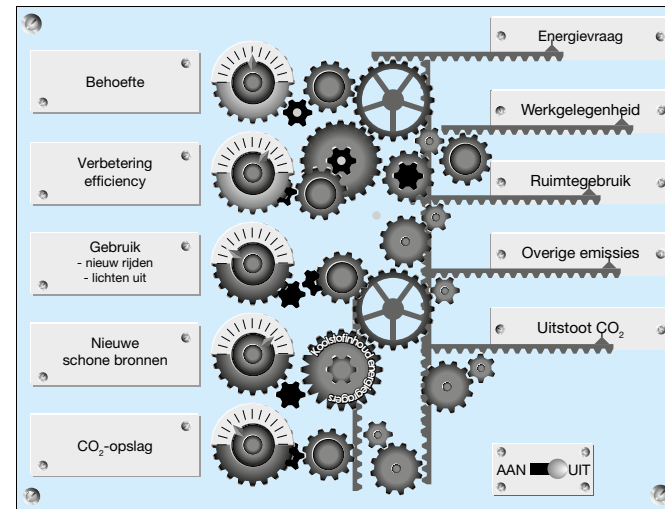 Behoefte
Verbetering
efficiency
Gebruik
- nieuw rijden
- lichten uit
Nieuwe
schone bronnen
CO₂-opslag
Koolstofinhoud energiedragers
Energievraag
Werkgelegenheid
Ruimtegebruik
Overige emissies
Uitstoot CO₂
AAN UIT